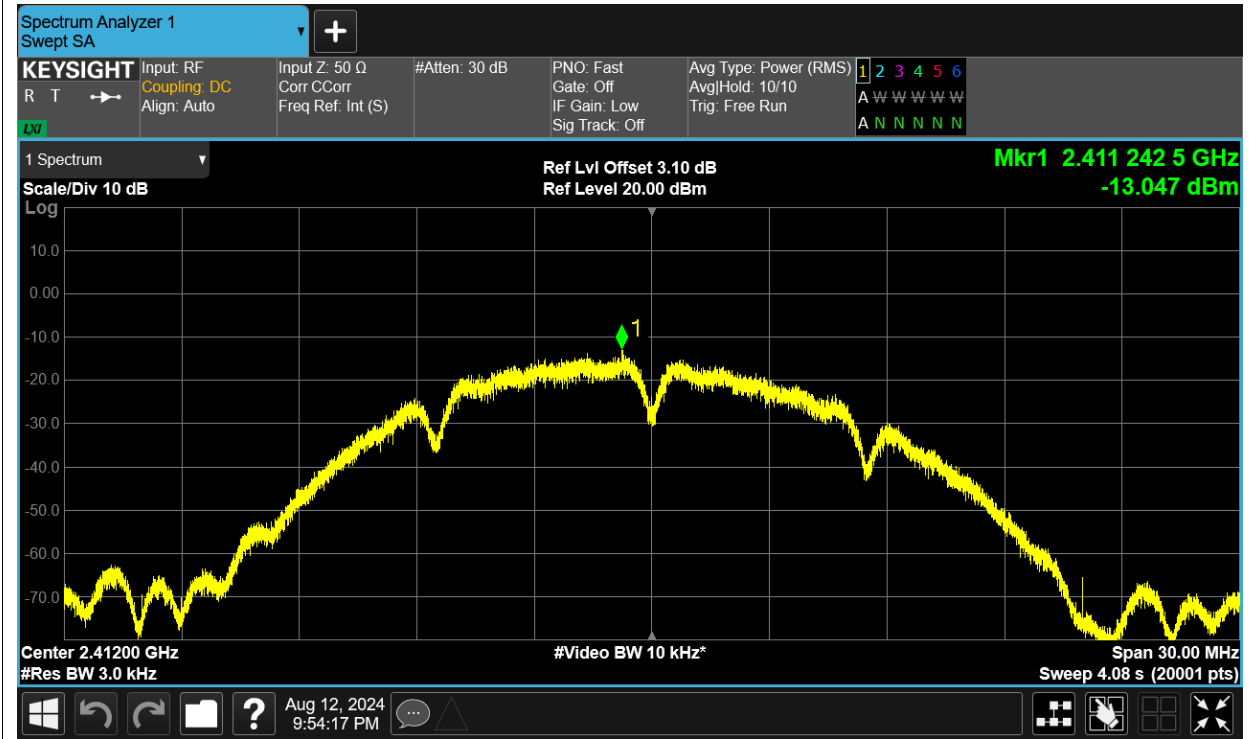 Spectrum Analyzer 1
Swept SA
▼
+
KEYSIGHT
R T
LXI
Input: RF
Coupling: DC
Align: Auto
Input Z: 50 Ω
Corr CCorr
Freq Ref: Int (S)
#Atten: 30 dB
PNO: Fast
Gate: Off
IF Gain: Low
Sig Track: Off
Avg Type: Power (RMS)
Avg|Hold: 10/10
Trig: Free Run
1 2 3 4 5 6
A W W W W W
A N N N N N
1 Spectrum ▼
Scale/Div 10 dB
Log
Ref Lvl Offset 3.10 dB
Ref Level 20.00 dBm
Mkr1 2.411 242 5 GHz
-13.047 dBm
10.0
0.00
-10.0
-20.0
-30.0
-40.0
-50.0
-60.0
-70.0
1
Center 2.41200 GHz
#Res BW 3.0 kHz
#Video BW 10 kHz*
Span 30.00 MHz
Sweep 4.08 s (20001 pts)
?
Aug 12, 2024
9:54:17 PM